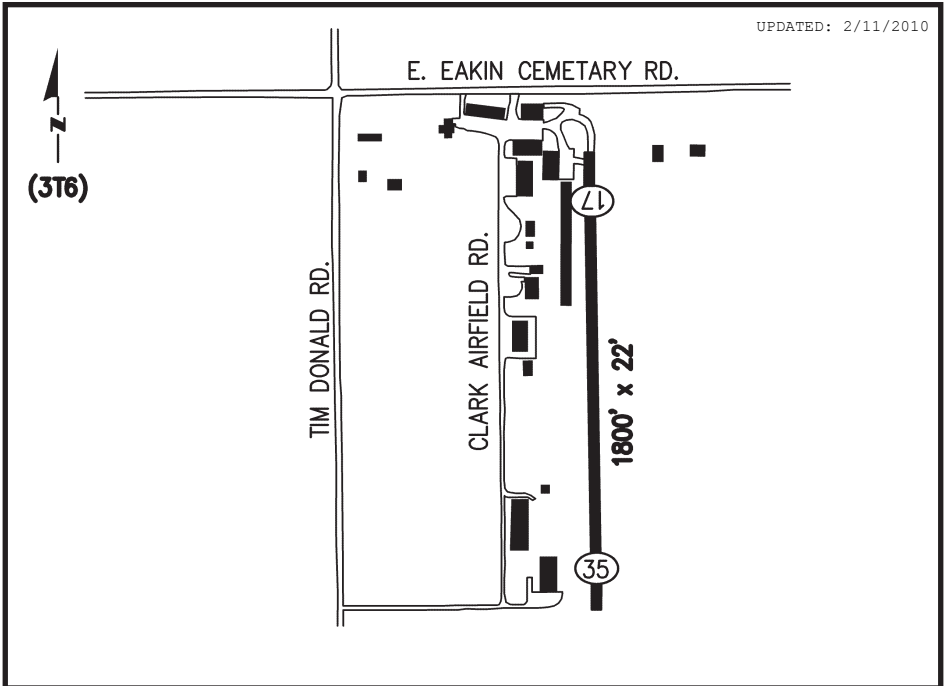 UPDATED: 2/11/2010
E. EAKIN CEMETARY RD.
N
(3T6)
17
TIM DONALD RD.
CLARK AIRFIELD RD.
1800' x 22'
35